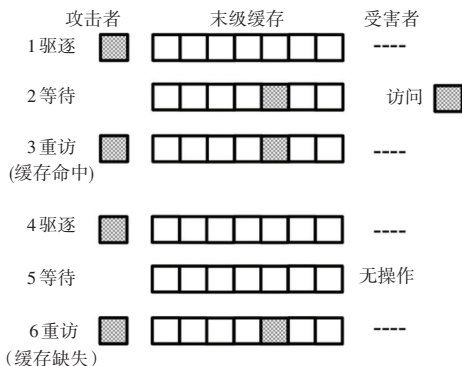 攻击者 末级缓存 受害者
1驱逐 ----
2等待 访问
3重访 ----
(缓存命中)
4驱逐 ----
5等待 无操作
6重访 ----
（缓存缺失）